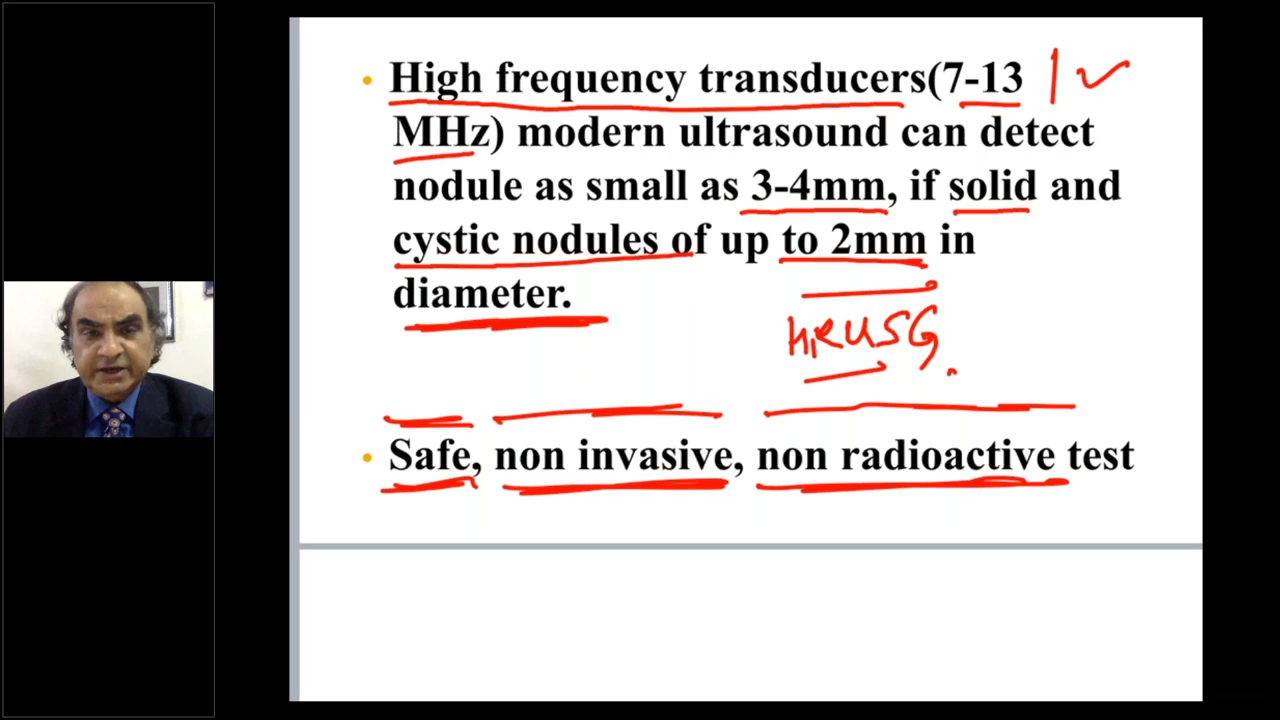 • High frequency transducers(7-13
MHz) modern ultrasound can detect
nodule as small as 3-4mm, if solid and
cystic nodules of up to 2mm in
diameter.
HRUSG
• Safe, non invasive, non radioactive test